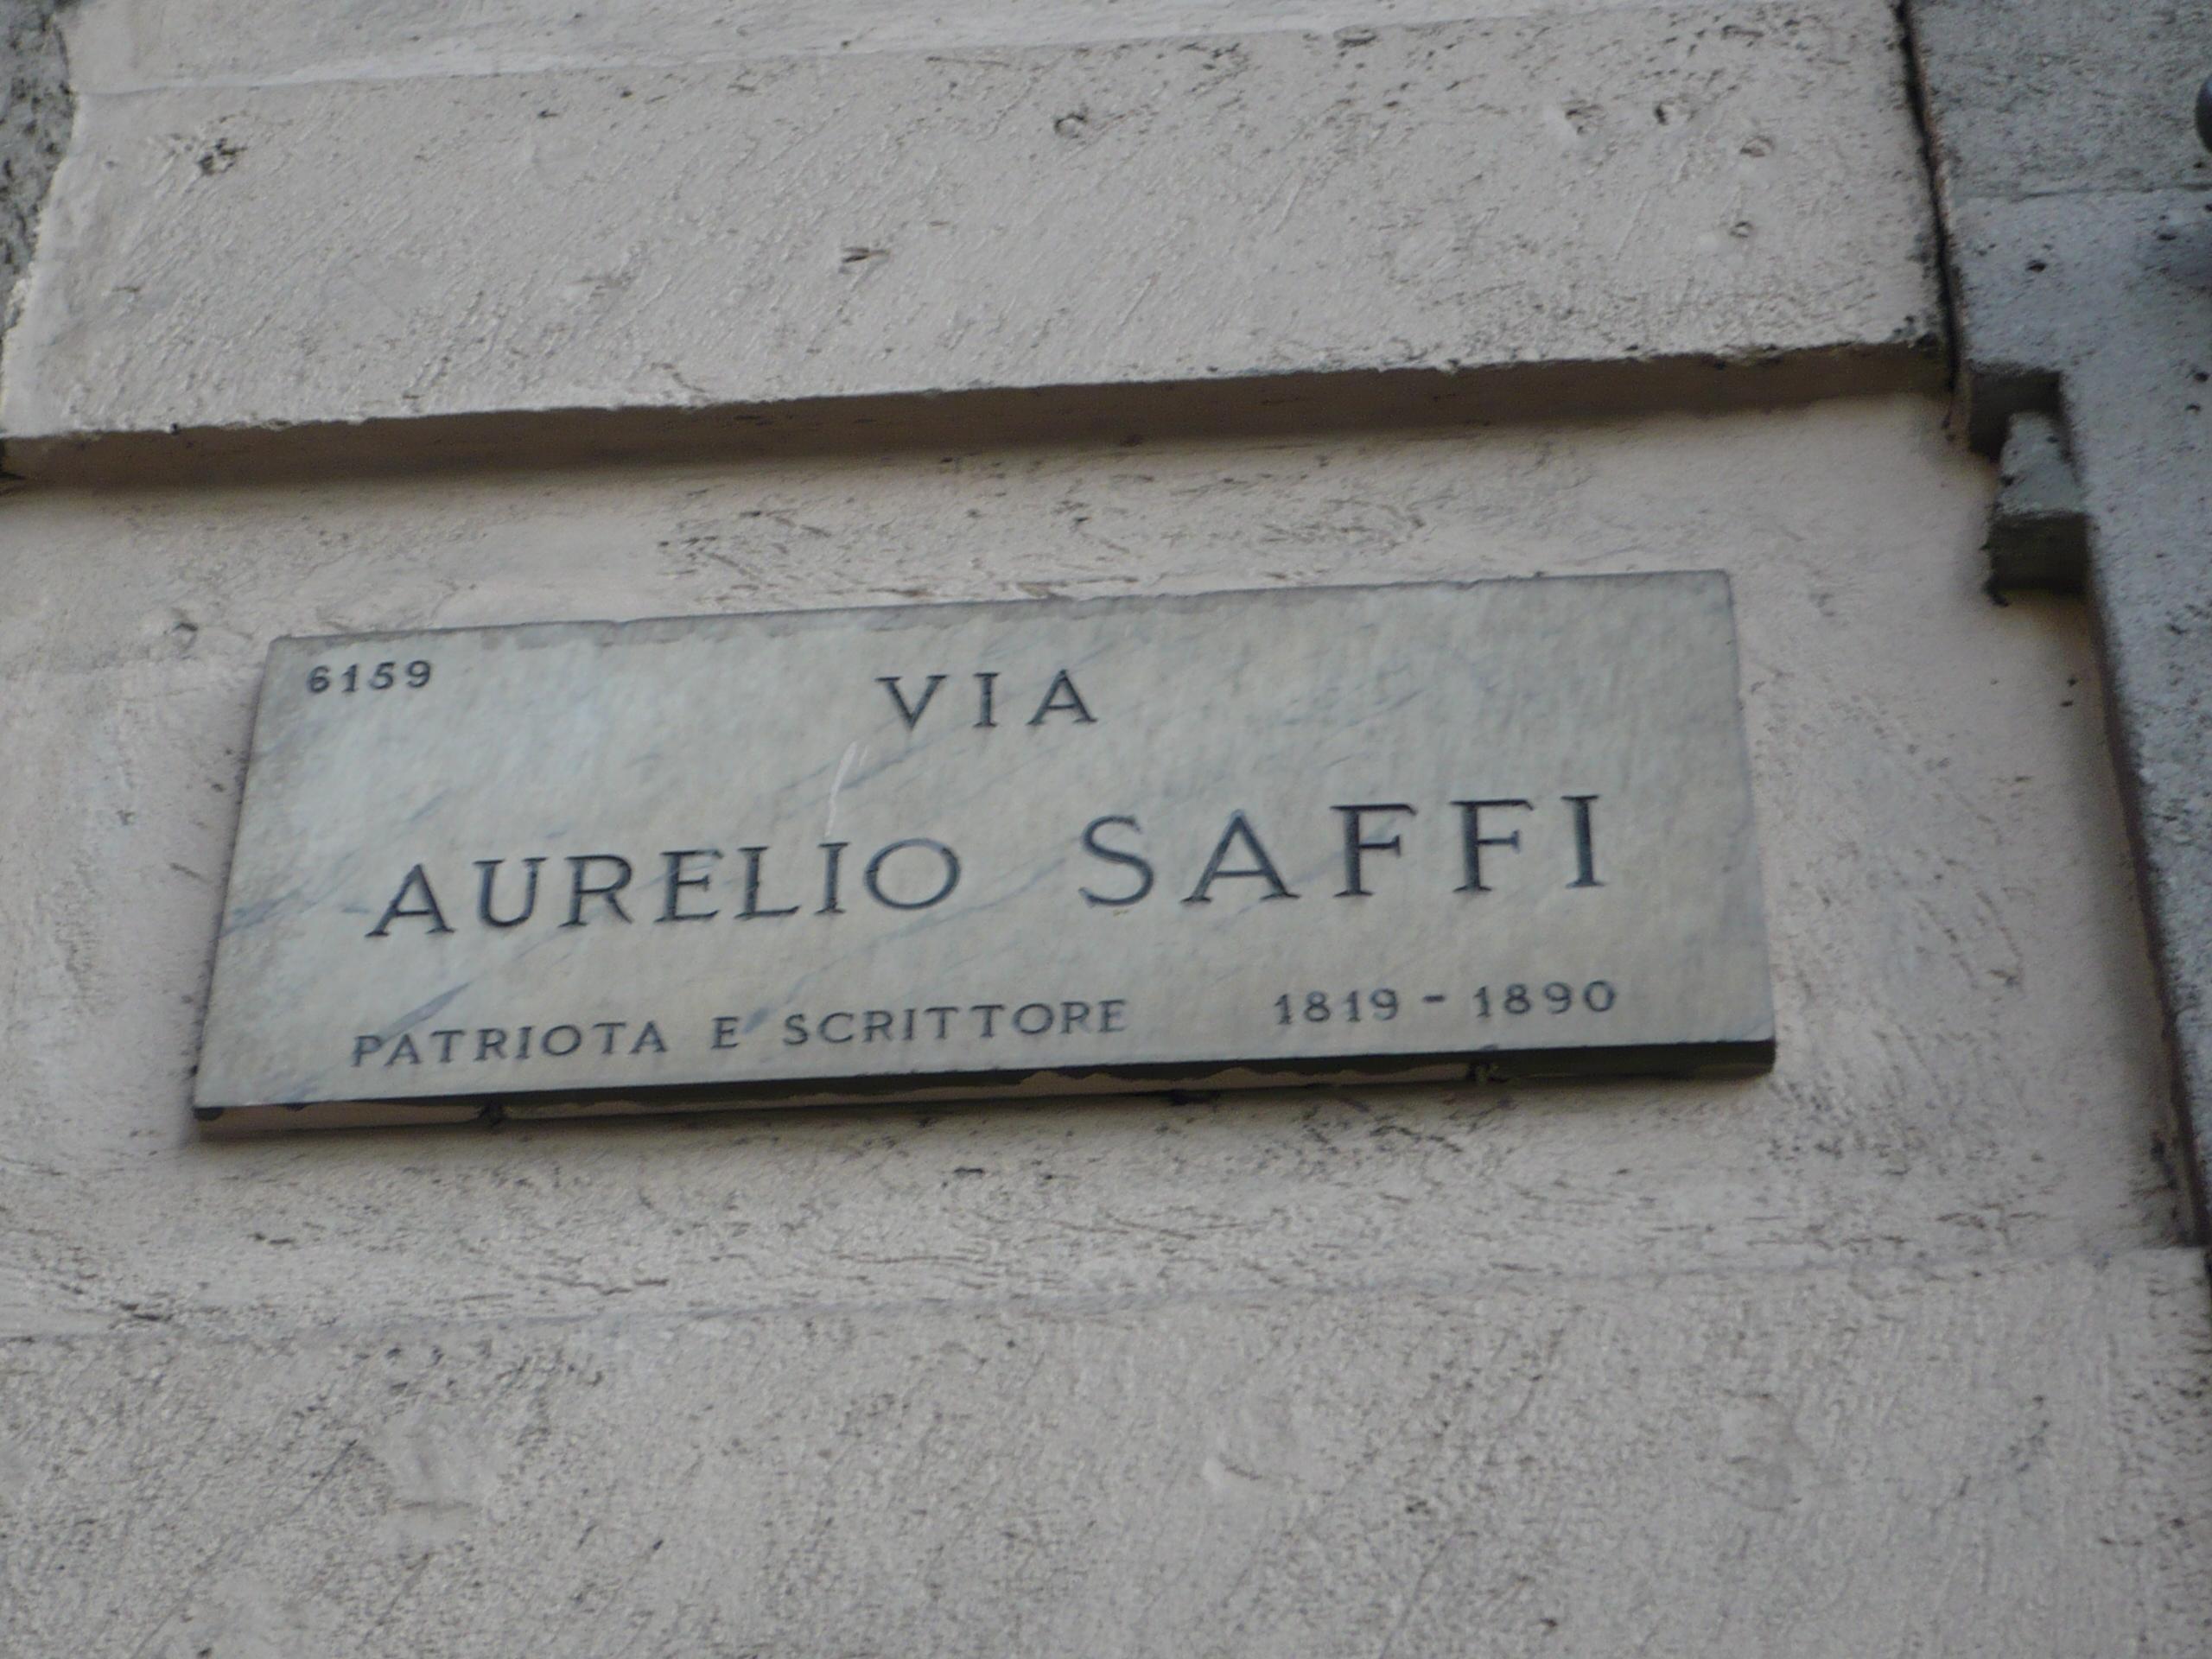 6159
VIA
AURELIO SAFFI
PATRIOTA E SCRITTORE 1819 - 1890